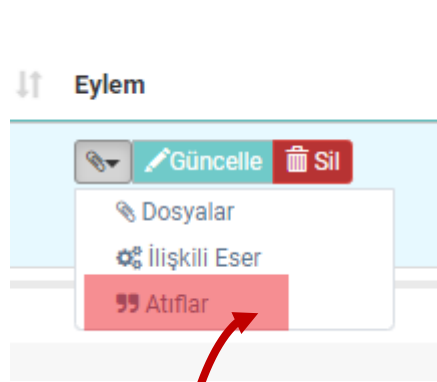 Eylem
Güncelle Sil
Dosyalar
İlişkili Eser
Atıflar